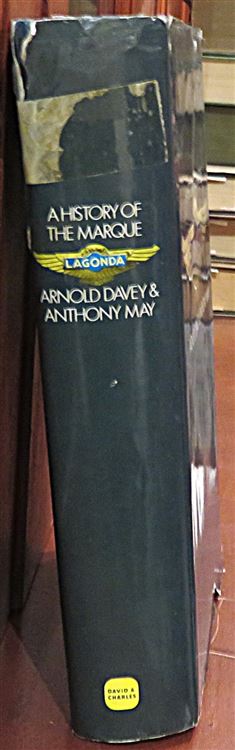 A HISTORY OF
THE MARQUE
LAGONDA
ARNOLD DAVEY &
ANTHONY MAY
DAVID &
CHARLES